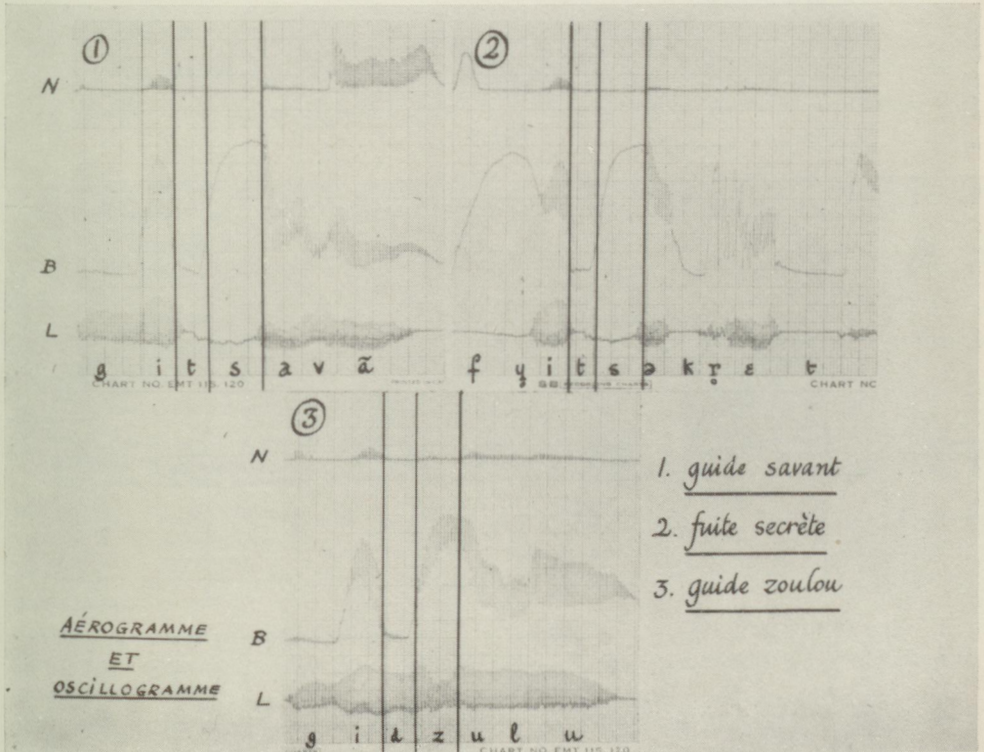 ①
N
B
L
g i t s a v ã
CHART NO. EMT 115 120
②
f y̨ i t s ə k r̥ ɛ t
CHART NO
③
N
B
L
g i d z u l u
CHART NO. EMT 115 120
1. guide savant
2. fuite secrète
3. guide zoulou
AÉROGRAMME
ET
OSCILLOGRAMME